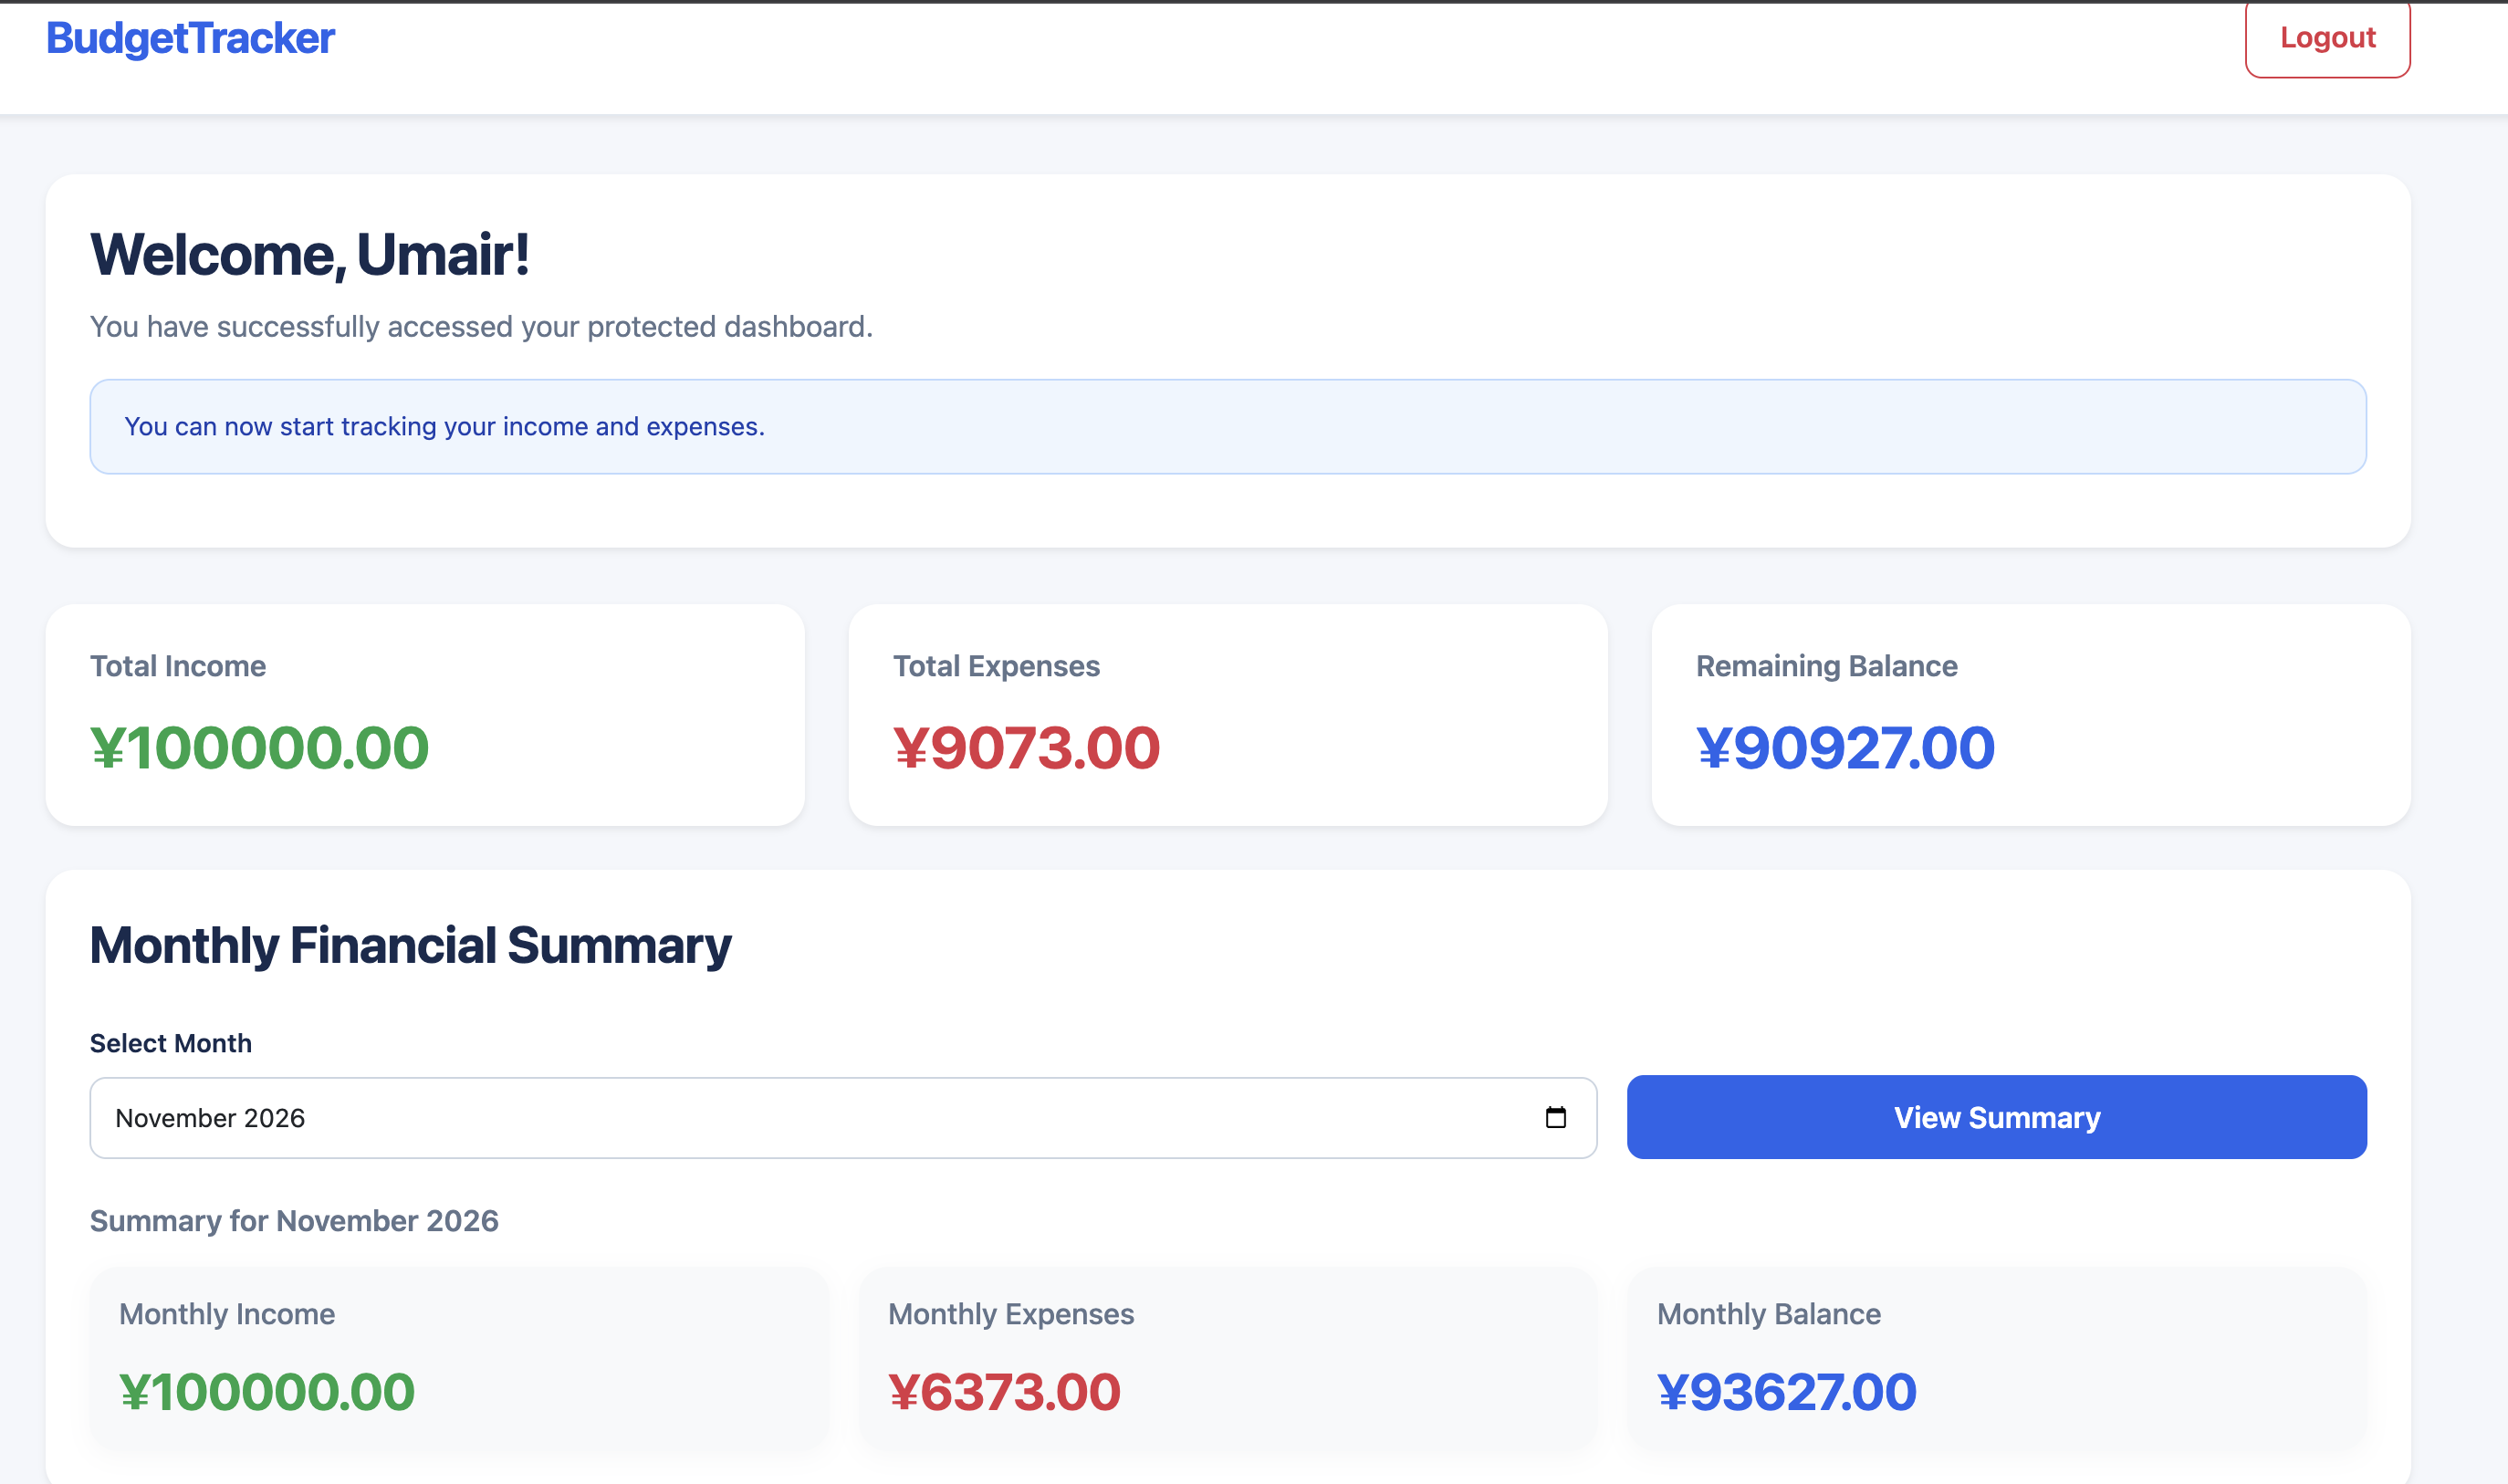 BudgetTracker
Logout
Welcome, Umair!
You have successfully accessed your protected dashboard.
You can now start tracking your income and expenses.
Total Income
¥100000.00
Total Expenses
¥9073.00
Remaining Balance
¥90927.00
Monthly Financial Summary
Select Month
November 2026
View Summary
Summary for November 2026
Monthly Income
¥100000.00
Monthly Expenses
¥6373.00
Monthly Balance
¥93627.00